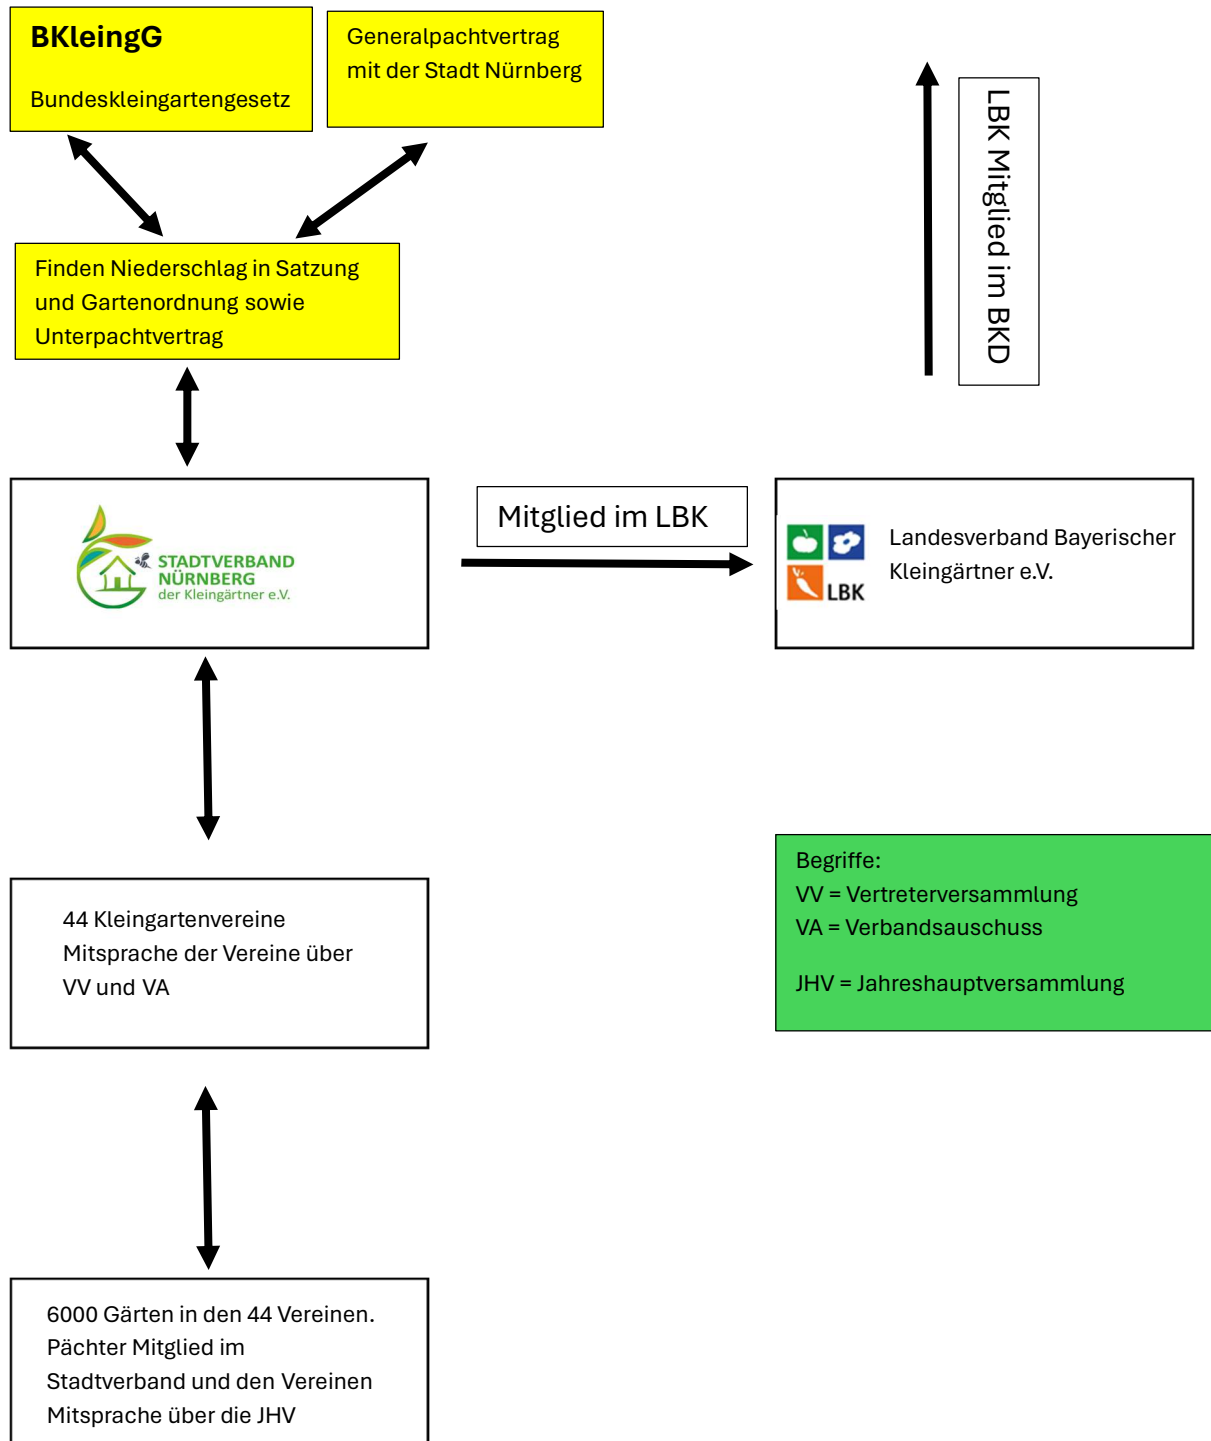 BKleingG
Bundeskleingartengesetz
Generalpachtvertrag
mit der Stadt Nürnberg
LBK Mitglied im BKD
Finden Niederschlag in Satzung
und Gartenordnung sowie
Unterpachtvertrag
STADTVERBAND
NÜRNBERG
der Kleingärtner e.V.
Mitglied im LBK
LBK
Landesverband Bayerischer
Kleingärtner e.V.
44 Kleingartenvereine
Mitsprache der Vereine über
VV und VA
Begriffe:
VV = Vertreterversammlung
VA = Verbandsauschuss
JHV = Jahreshauptversammlung
6000 Gärten in den 44 Vereinen.
Pächter Mitglied im
Stadtverband und den Vereinen
Mitsprache über die JHV